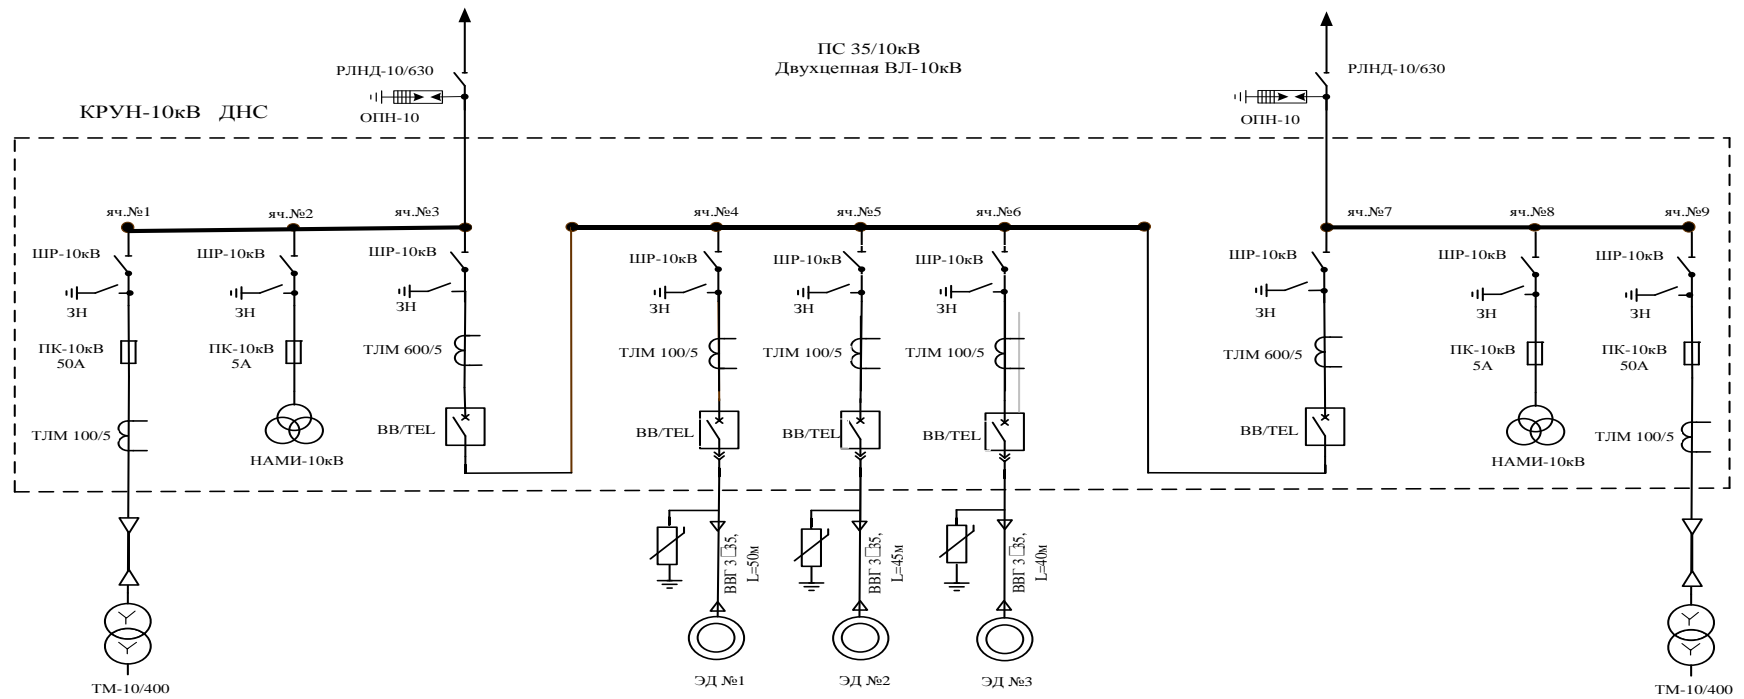 ПС 35/10кВ
Двухцепная ВЛ-10кВ
РЛНД-10/630
РЛНД-10/630
КРУН-10кВ ДНС
ОПН-10
ОПН-10
яч.№1
яч.№2
яч.№3
яч.№4
яч.№5
яч.№6
яч.№7
яч.№8
яч.№9
ШР-10кВ
ШР-10кВ
ШР-10кВ
ШР-10кВ
ШР-10кВ
ШР-10кВ
ШР-10кВ
ШР-10кВ
ШР-10кВ
ЗН
ЗН
ЗН
ЗН
ЗН
ЗН
ЗН
ЗН
ЗН
ПК-10кВ
50А
ПК-10кВ
5А
ТЛМ 600/5
ТЛМ 100/5
ТЛМ 100/5
ТЛМ 100/5
ТЛМ 600/5
ПК-10кВ
5А
ПК-10кВ
50А
ТЛМ 100/5
НАМИ-10кВ
ВВ/TEL
ВВ/TEL
ВВ/TEL
ВВ/TEL
ВВ/TEL
НАМИ-10кВ
ТЛМ 100/5
ВВГ 3□35,
L=50м
ВВГ 3□35,
L=45м
ВВГ 3□35,
L=40м
ТМ-10/400
ЭД №1
ЭД №2
ЭД №3
ТМ-10/400